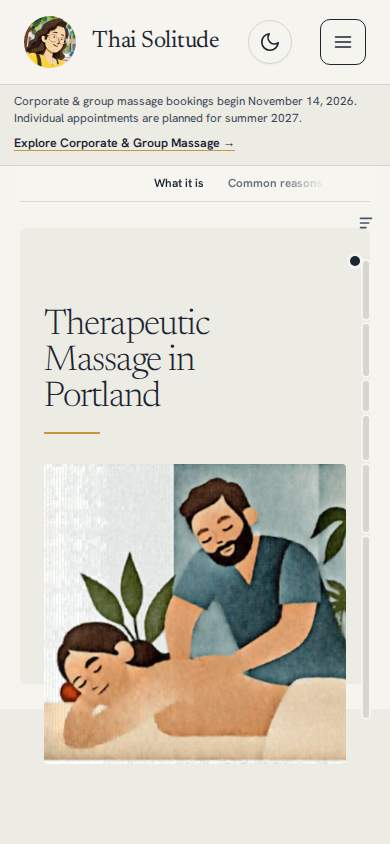 Thai Solitude
Corporate & group massage bookings begin November 14, 2026.
Individual appointments are planned for summer 2027.
Explore Corporate & Group Massage →
What it is
Common reasons
Therapeutic
Massage in
Portland